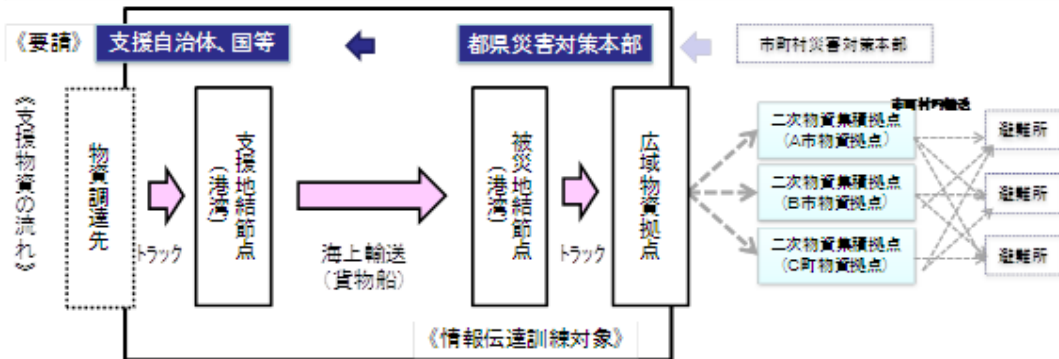 《要請》
支援自治体、国等
都県災害対策本部
市町村災害対策本部
《支援物資の流れ》
物資調達先
トラック
支援地結節点
(港湾)
海上輸送
(貨物船)
被災地結節点
(港湾)
トラック
広域物資拠点
市町村内輸送
二次物資集積拠点
(A市物資拠点)
二次物資集積拠点
(B市物資拠点)
二次物資集積拠点
(C町物資拠点)
避難所
避難所
避難所
《情報伝達訓練対象》